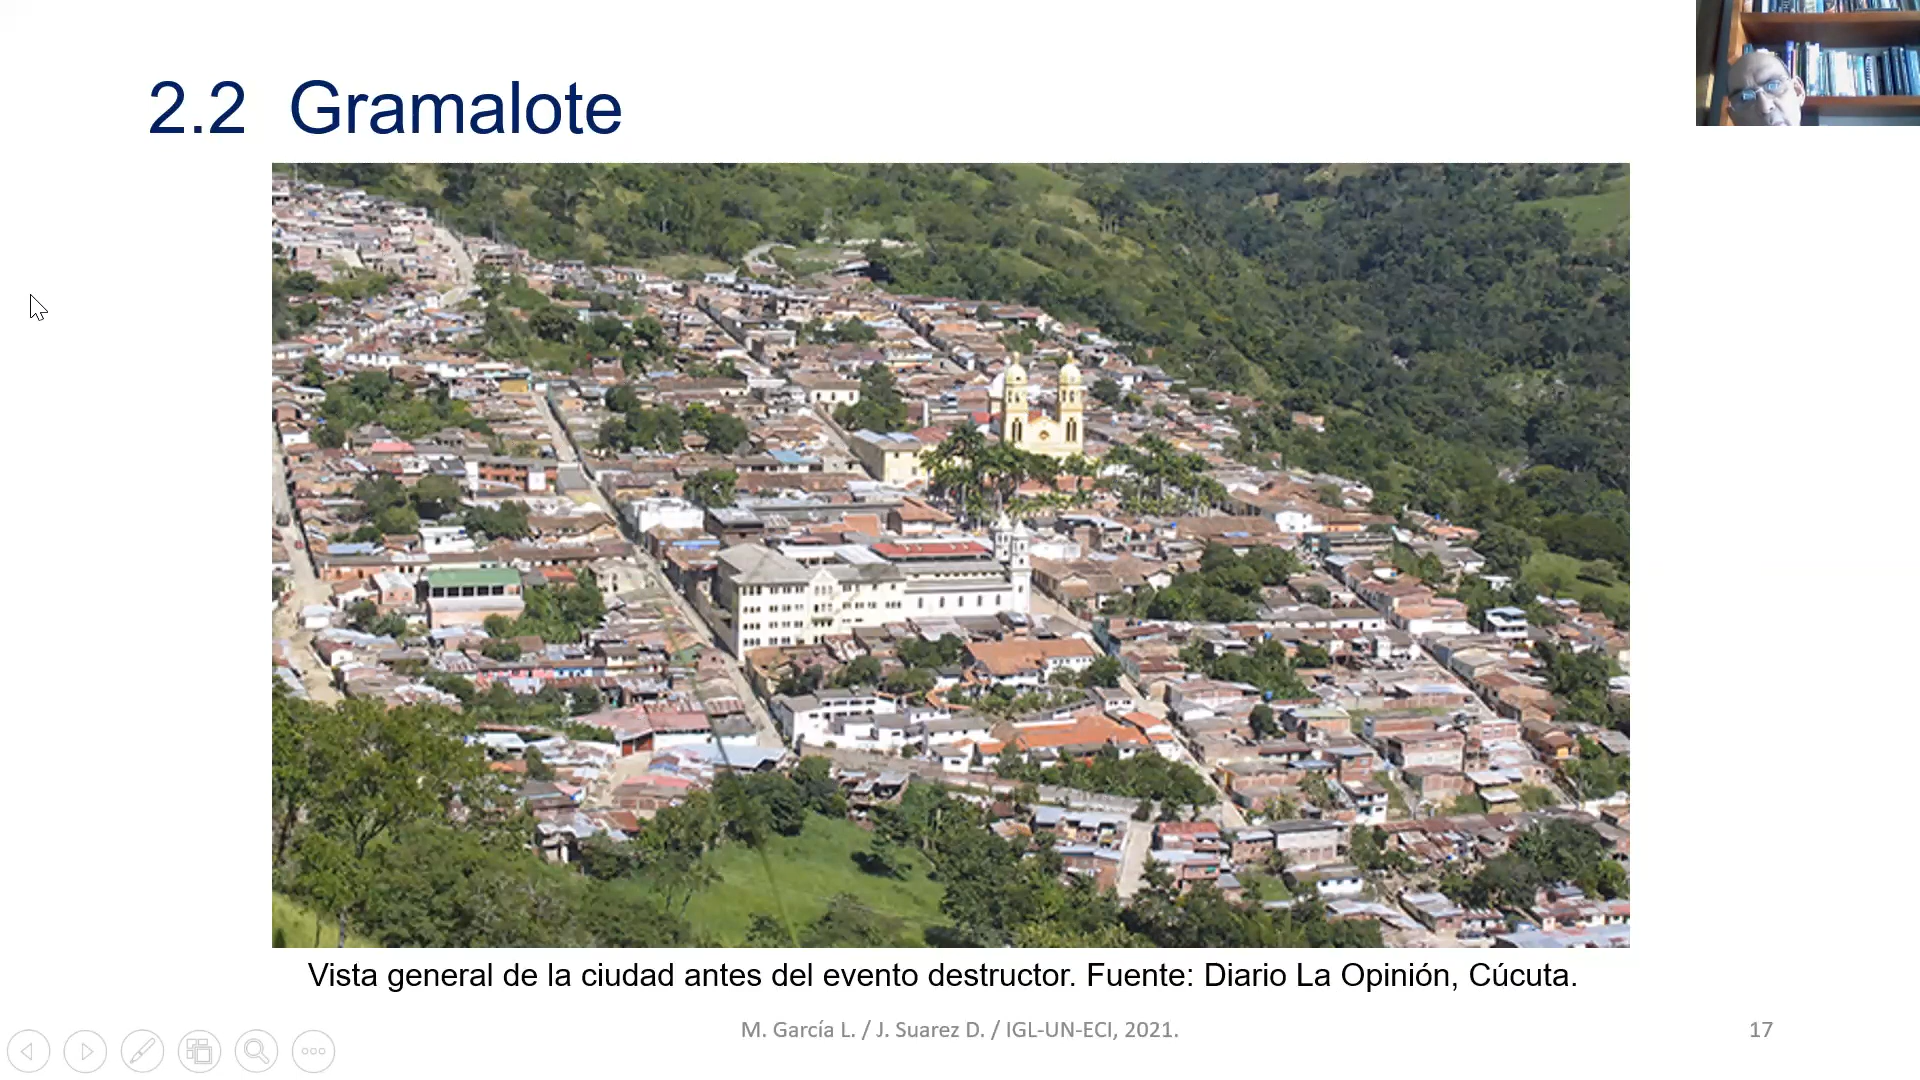 2.2 Gramalote
Vista general de la ciudad antes del evento destructor. Fuente: Diario La Opinión, Cúcuta.
M. García L. / J. Suarez D. / IGL-UN-ECI, 2021.
17